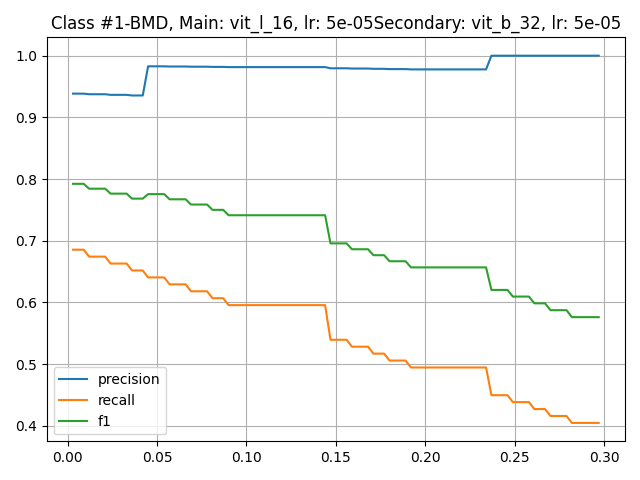 Class #1-BMD, Main: vit_l_16, lr: 5e-05Secondary: vit_b_32, lr: 5e-05
1.0
0.9
0.8
0.7
0.6
0.5
0.4
precision
recall
f1
0.00 0.05 0.10 0.15 0.20 0.25 0.30